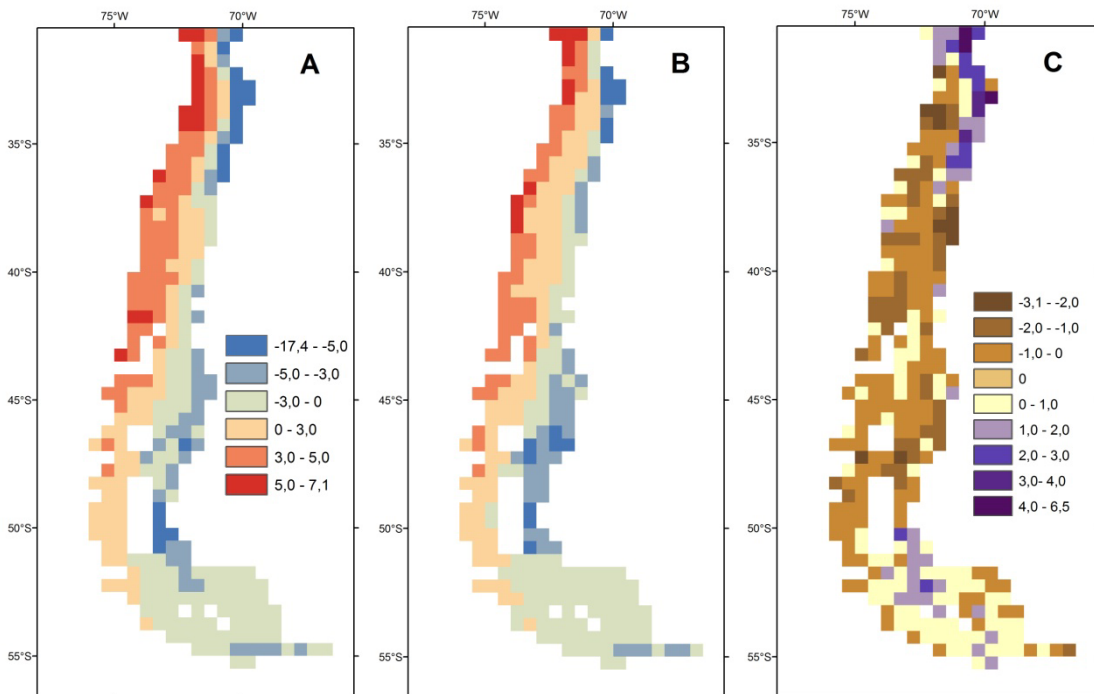 75°W 70°W 75°W 70°W 75°W 70°W
A B C
35°S 35°S 35°S
40°S 40°S 40°S
-17,4 - -5,0
-5,0 - -3,0
-3,0 - 0
0 - 3,0
3,0 - 5,0
5,0 - 7,1
-3,1 - -2,0
-2,0 - -1,0
-1,0 - 0
0
0 - 1,0
1,0 - 2,0
2,0 - 3,0
3,0 - 4,0
4,0 - 6,5
45°S 45°S 45°S
50°S 50°S 50°S
55°S 55°S 55°S